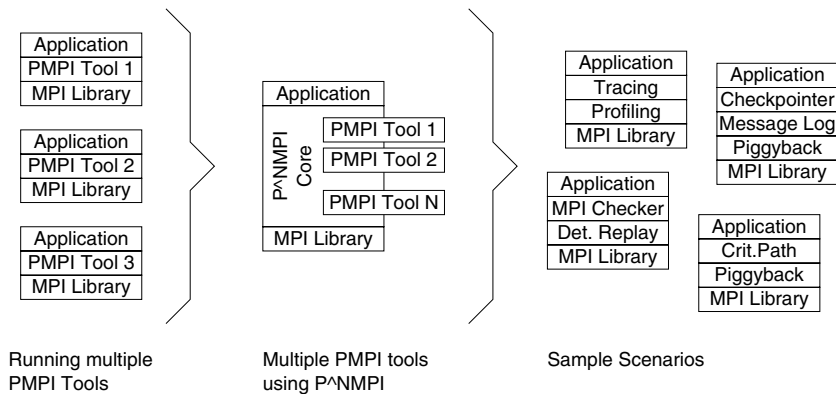 Application
PMPI Tool 1
MPI Library
Application
PMPI Tool 2
MPI Library
Application
PMPI Tool 3
MPI Library
Running multiple
PMPI Tools
Application
P^NMPI
Core
PMPI Tool 1
PMPI Tool 2
PMPI Tool N
MPI Library
Multiple PMPI tools
using P^NMPI
Application
Tracing
Profiling
MPI Library
Application
Checkpointer
Message Log
Piggyback
MPI Library
Application
MPI Checker
Det. Replay
MPI Library
Application
Crit.Path
Piggyback
MPI Library
Sample Scenarios